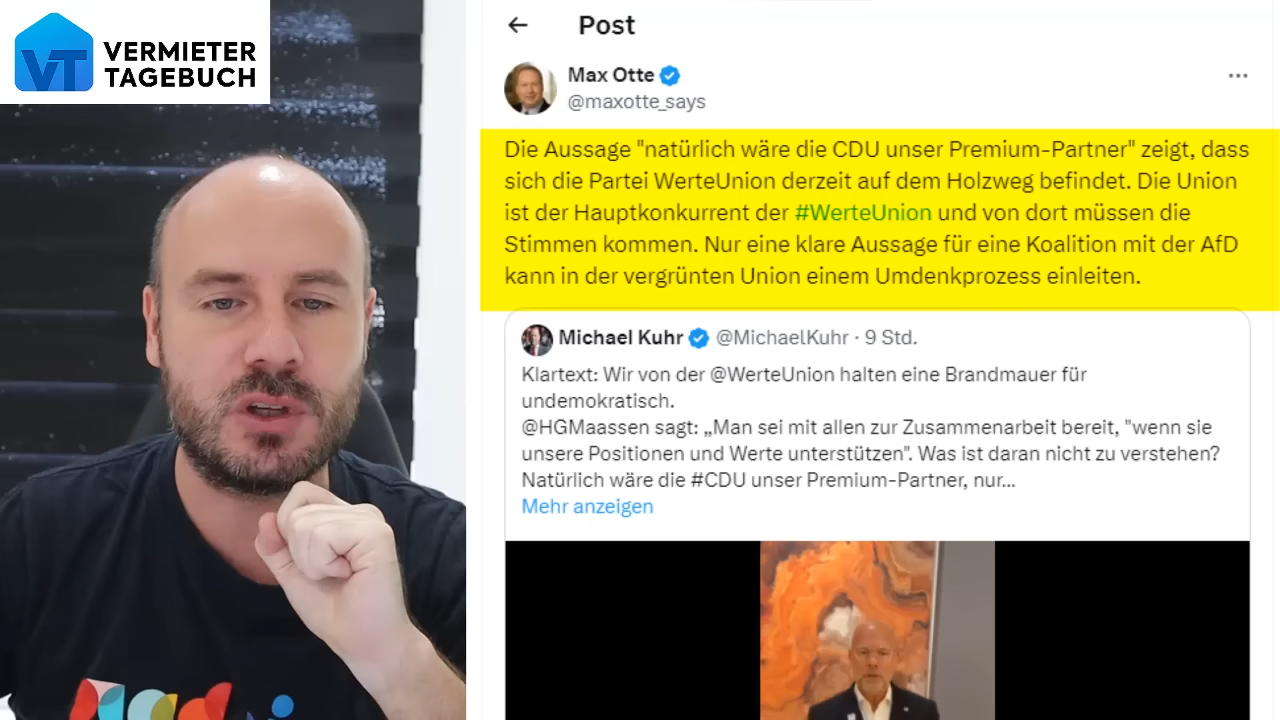 VERMIETER
TAGEBUCH
Post
Max Otte
@maxotte_says
Die Aussage "natürlich wäre die CDU unser Premium-Partner" zeigt, dass
sich die Partei WerteUnion derzeit auf dem Holzweg befindet. Die Union
ist der Hauptkonkurrent der #WerteUnion und von dort müssen die
Stimmen kommen. Nur eine klare Aussage für eine Koalition mit der AfD
kann in der vergrünten Union einem Umdenkprozess einleiten.
Michael Kuhr @MichaelKuhr · 9 Std.
Klartext: Wir von der @WerteUnion halten eine Brandmauer für
undemokratisch.
@HGMaassen sagt: „Man sei mit allen zur Zusammenarbeit bereit, "wenn sie
unsere Positionen und Werte unterstützen". Was ist daran nicht zu verstehen?
Natürlich wäre die #CDU unser Premium-Partner, nur...
Mehr anzeigen